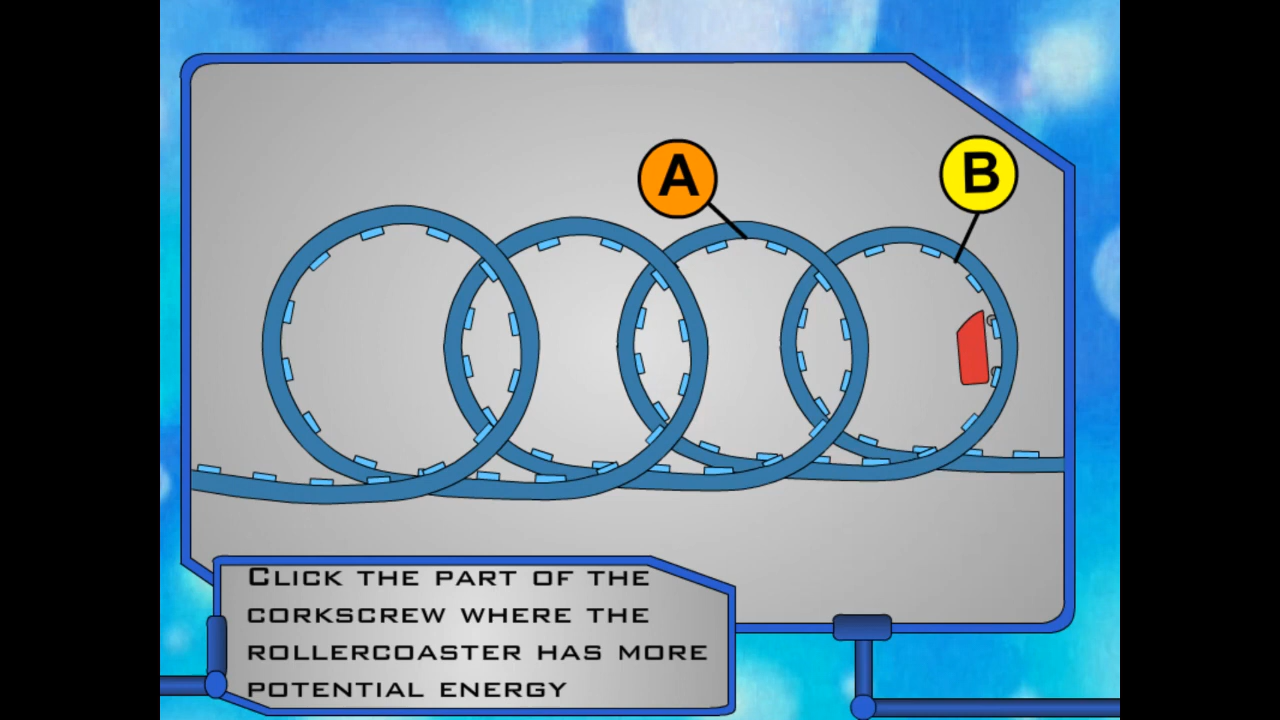 A
B
CLICK THE PART OF THE
CORKSCREW WHERE THE
ROLLERCOASTER HAS MORE
POTENTIAL ENERGY